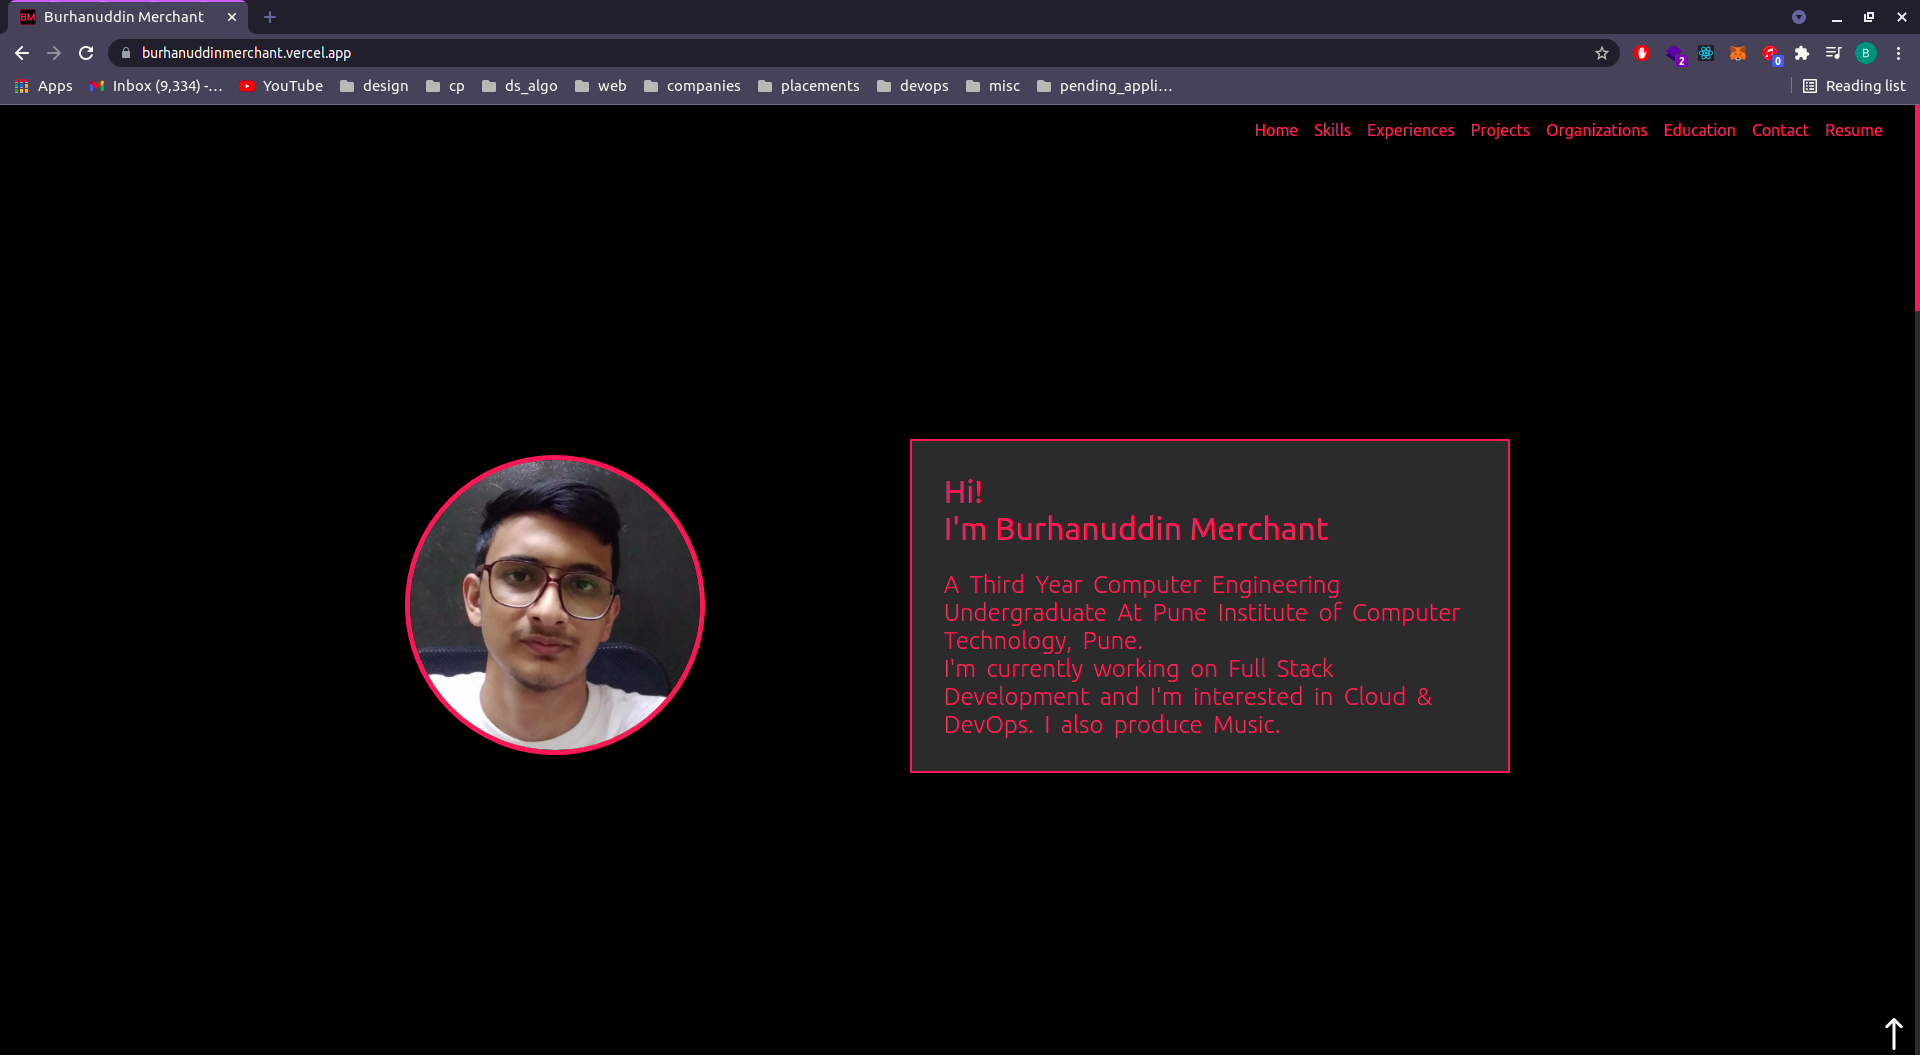 BM Burhanuddin Merchant
burhanuddinmerchant.vercel.app
2
0
B
Apps Inbox (9,334) -... YouTube design cp ds_algo web companies placements devops misc pending_appli... Reading list
Home Skills Experiences Projects Organizations Education Contact Resume
Hi!
I'm Burhanuddin Merchant
A Third Year Computer Engineering
Undergraduate At Pune Institute of Computer
Technology, Pune.
I'm currently working on Full Stack
Development and I'm interested in Cloud &
DevOps. I also produce Music.